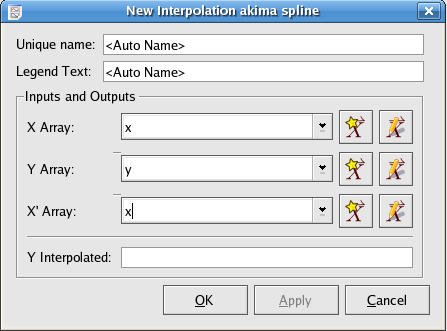 New Interpolation akima spline
Unique name: <Auto Name>
Legend Text: <Auto Name>
Inputs and Outputs
X Array: x
Y Array: y
X' Array: x
Y Interpolated:
OK Apply Cancel